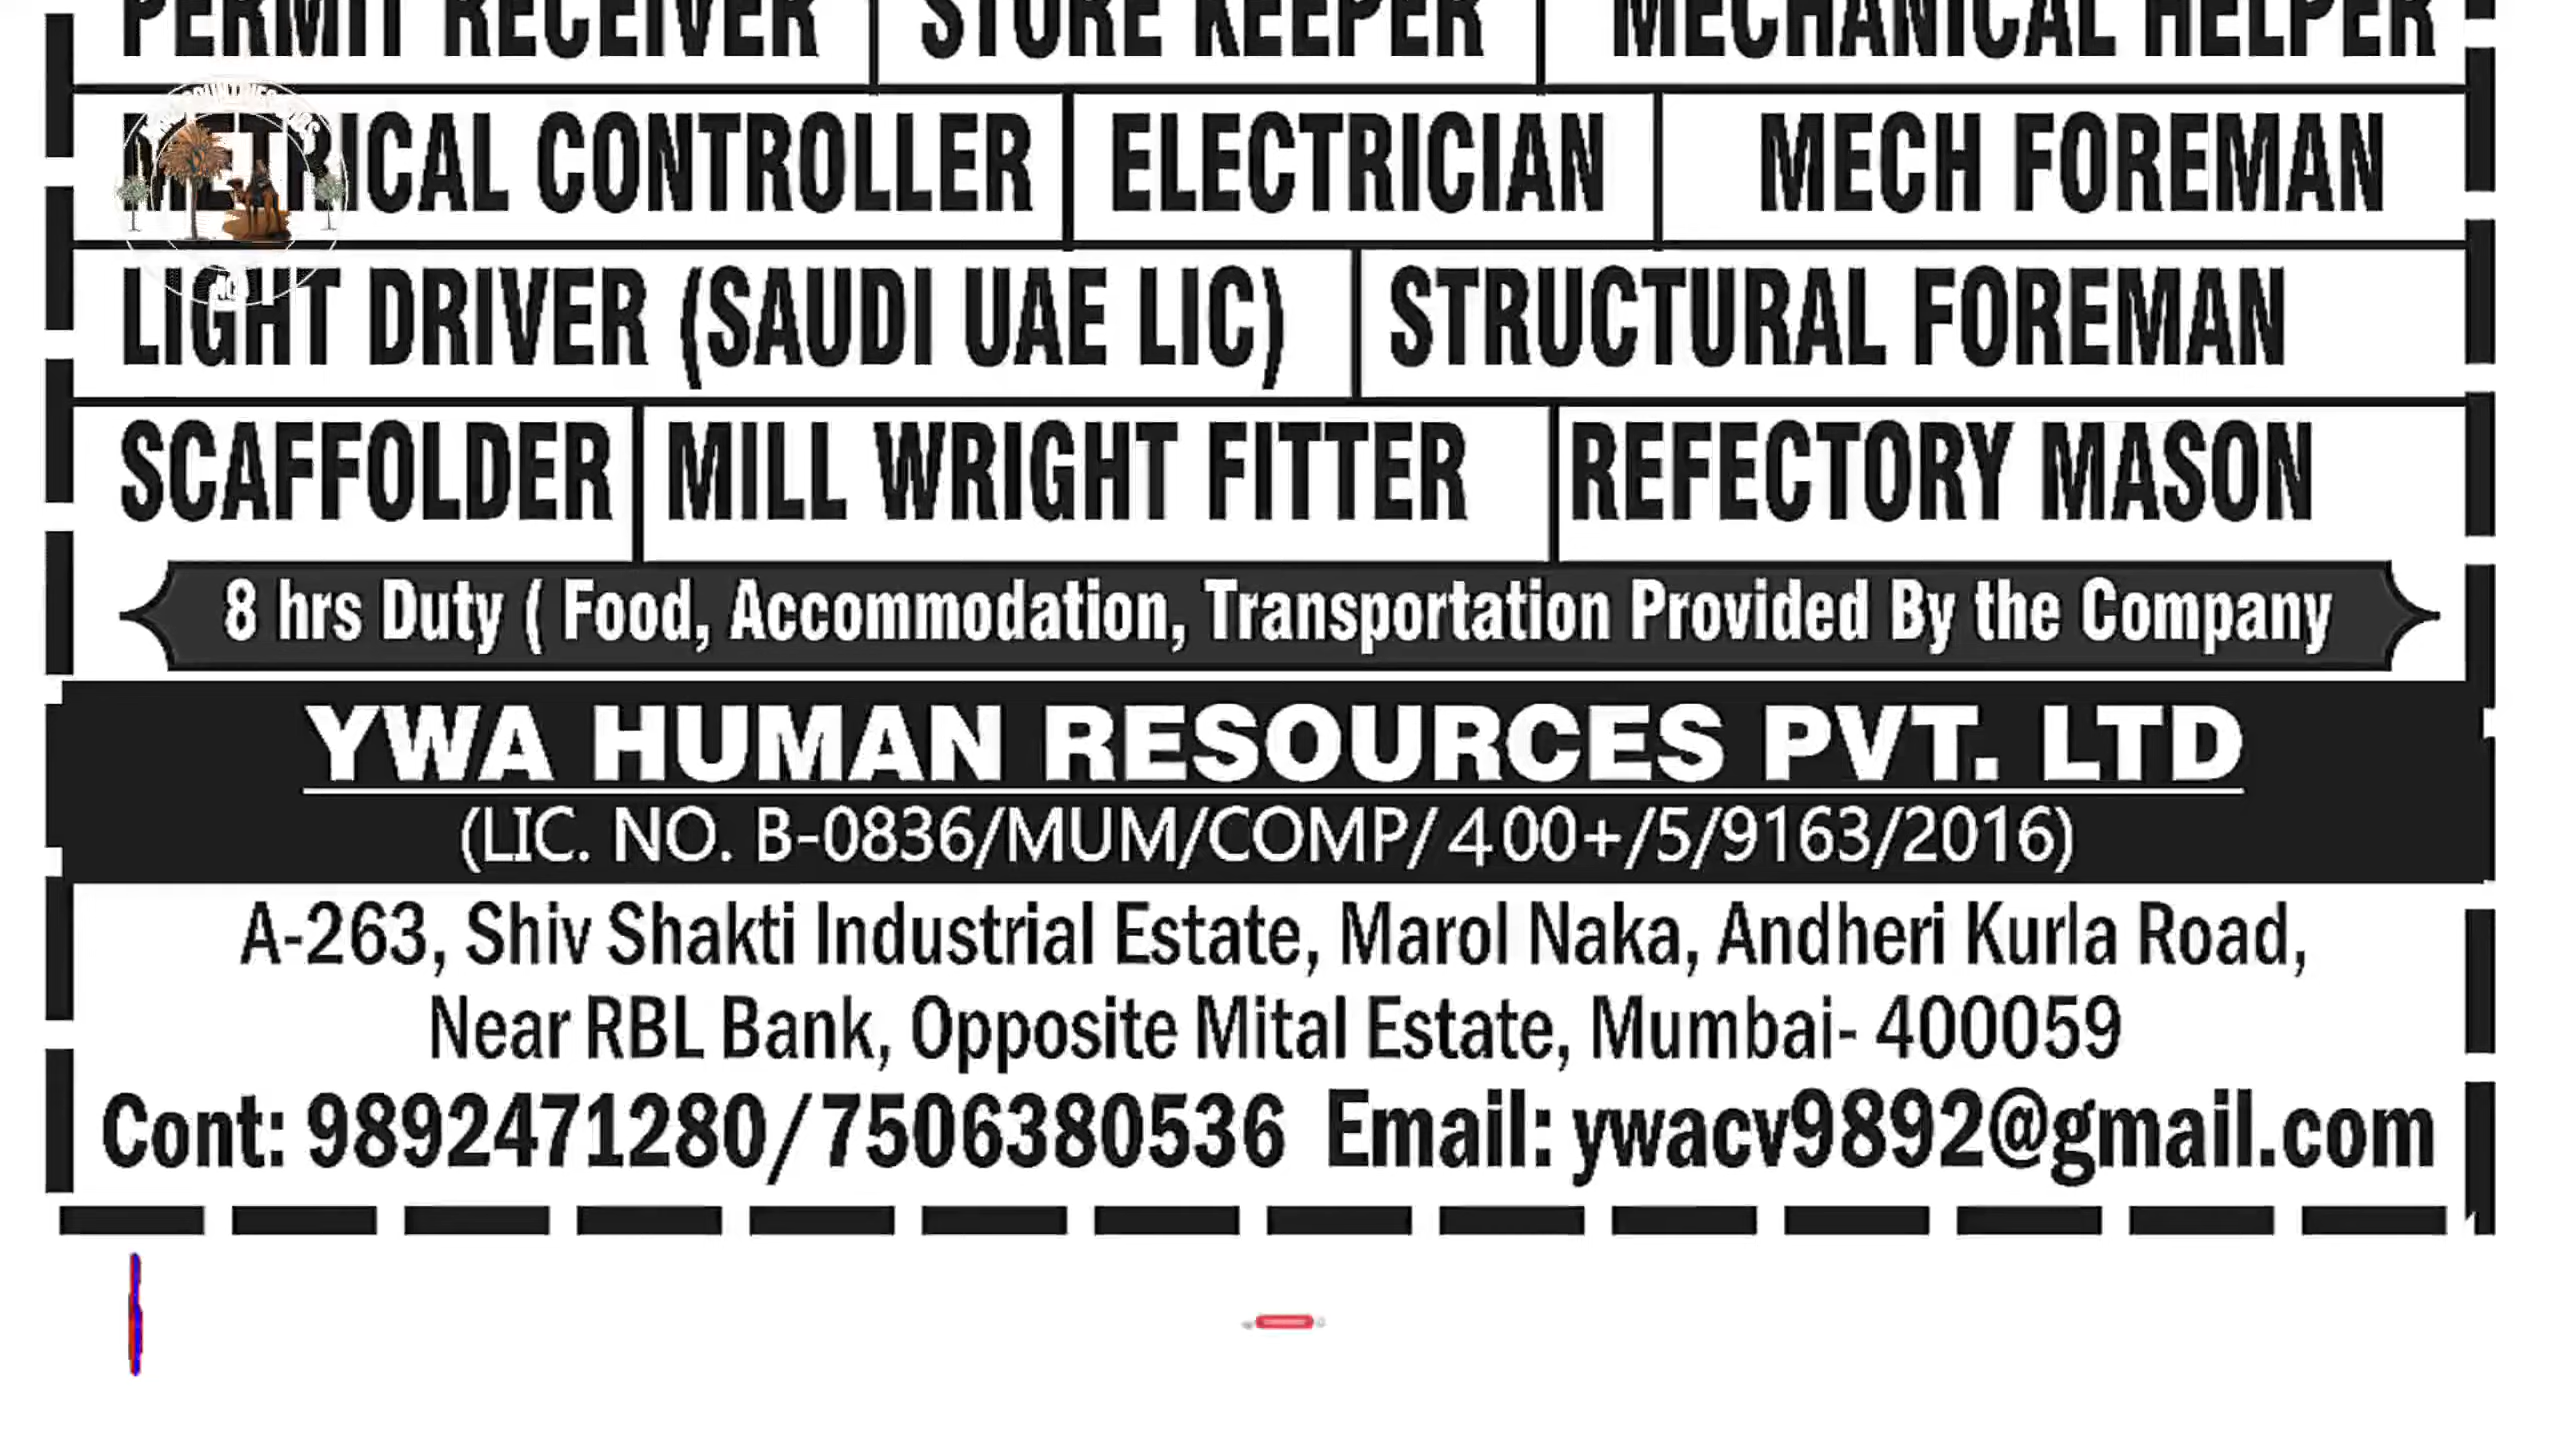 PERMIT RECEIVER STORE KEEPER MECHANICAL HELPER
METRICAL CONTROLLER ELECTRICIAN MECH FOREMAN
LIGHT DRIVER (SAUDI UAE LIC) STRUCTURAL FOREMAN
SCAFFOLDER MILL WRIGHT FITTER REFECTORY MASON
8 hrs Duty ( Food, Accommodation, Transportation Provided By the Company
YWA HUMAN RESOURCES PVT. LTD
(LIC. NO. B-0836/MUM/COMP/400+/5/9163/2016)
A-263, Shiv Shakti Industrial Estate, Marol Naka, Andheri Kurla Road,
Near RBL Bank, Opposite Mital Estate, Mumbai- 400059
Cont: 9892471280/7506380536 Email: ywacv9892@gmail.com